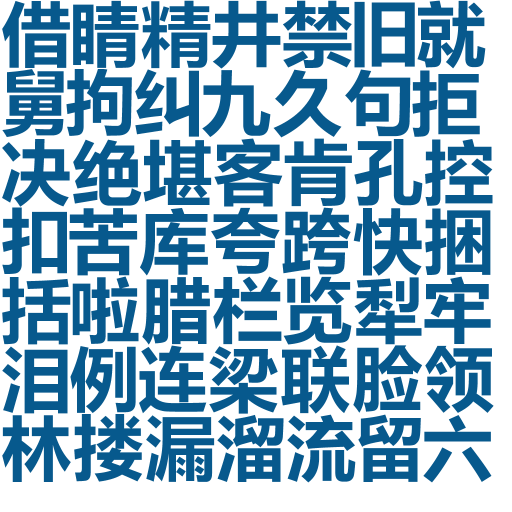 借睛精井禁旧就
舅拘纠九久句拒
决绝堪客肯孔控
扣苦库夸跨快捆
括啦腊栏览犁牢
泪例连梁联脸领
林搂漏溜流留六